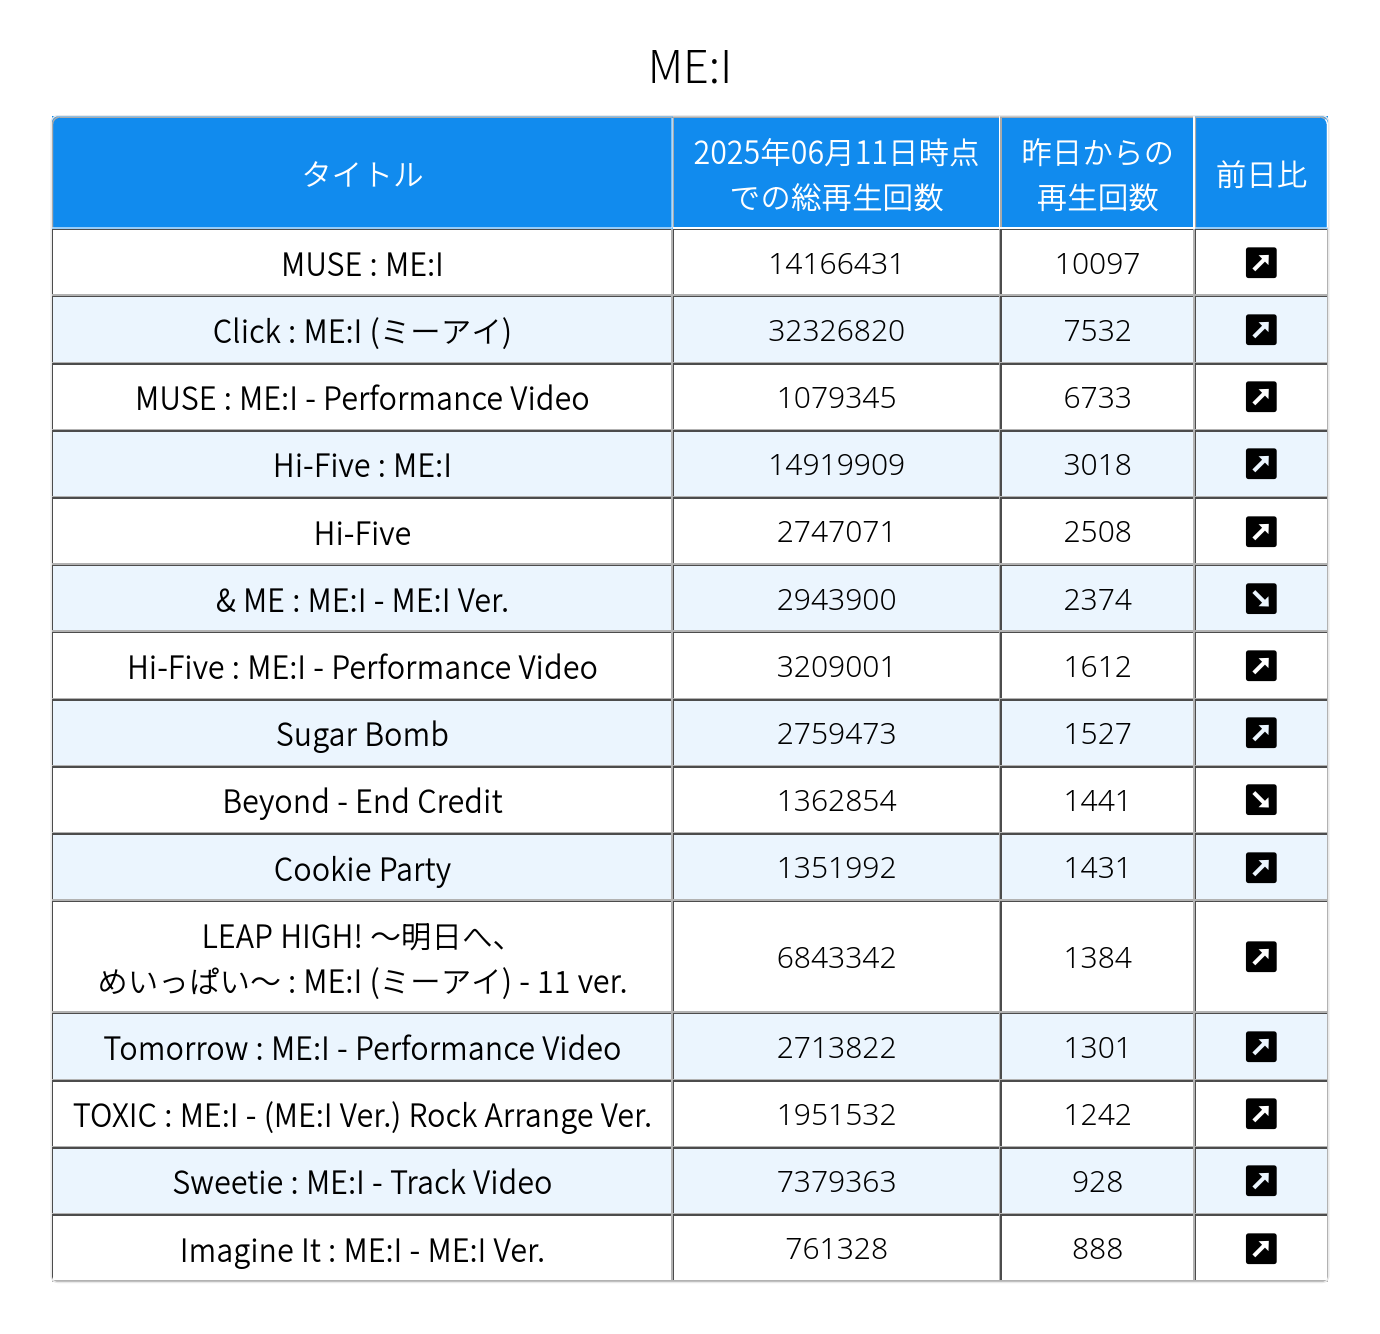 ME:I
タイトル
2025年06月11日時点
での総再生回数
昨日からの
再生回数
前日比
MUSE : ME:I 14166431 10097
Click : ME:I (ミーアイ) 32326820 7532
MUSE : ME:I - Performance Video 1079345 6733
Hi-Five : ME:I 14919909 3018
Hi-Five 2747071 2508
& ME : ME:I - ME:I Ver. 2943900 2374
Hi-Five : ME:I - Performance Video 3209001 1612
Sugar Bomb 2759473 1527
Beyond - End Credit 1362854 1441
Cookie Party 1351992 1431
LEAP HIGH! ～明日へ、
めいっぱい～ : ME:I (ミーアイ) - 11 ver. 6843342 1384
Tomorrow : ME:I - Performance Video 2713822 1301
TOXIC : ME:I - (ME:I Ver.) Rock Arrange Ver. 1951532 1242
Sweetie : ME:I - Track Video 7379363 928
Imagine It : ME:I - ME:I Ver. 761328 888